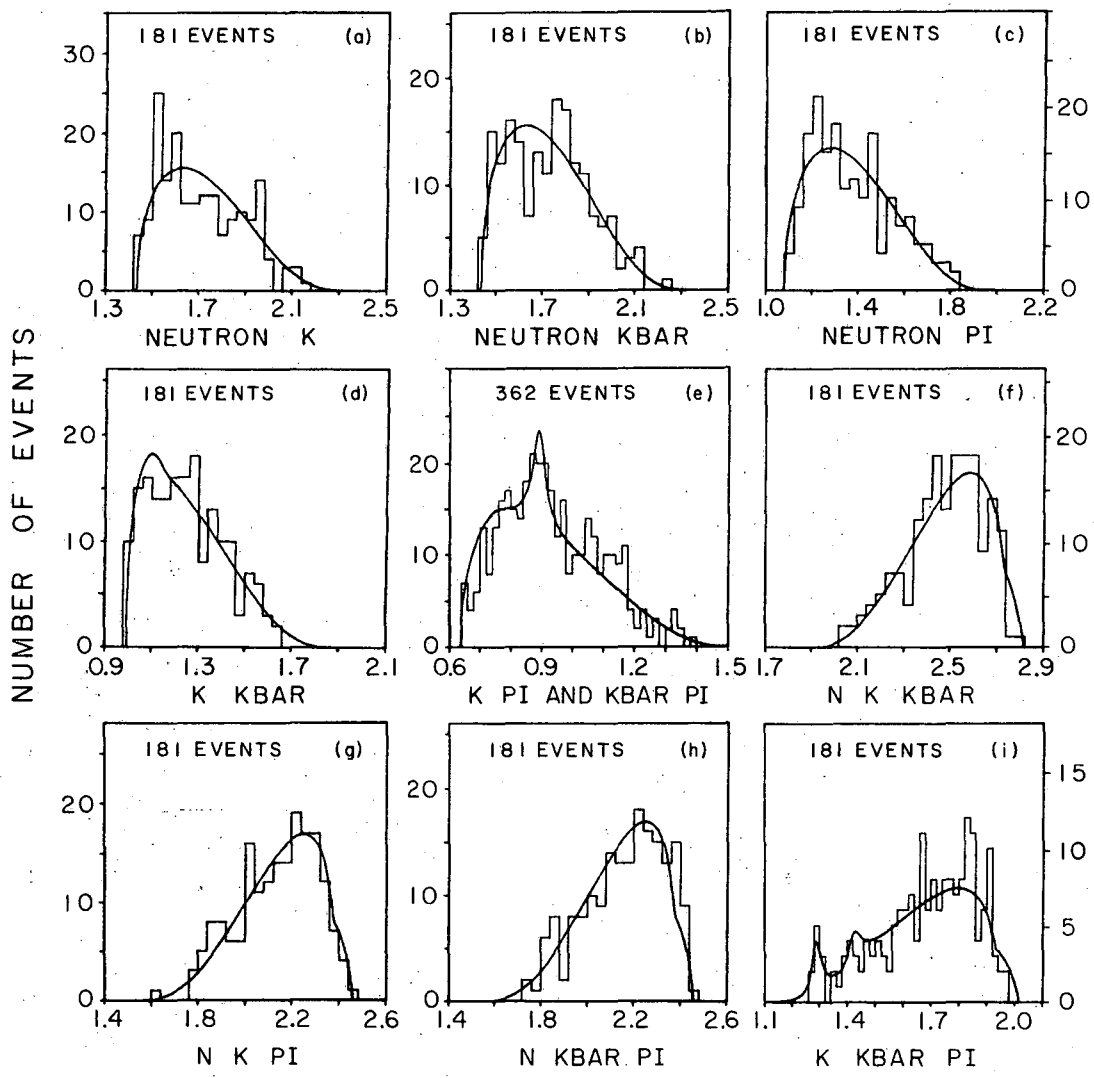 NUMBER OF EVENTS
181 EVENTS (a)
30
20
10
0
1.3 1.7 2.1 2.5
NEUTRON K
181 EVENTS (b)
20
10
0
1.3 1.7 2.1 2.5
NEUTRON KBAR
181 EVENTS (c)
20
10
0
1.0 1.4 1.8 2.2
NEUTRON PI
181 EVENTS (d)
20
10
0
0.9 1.3 1.7 2.1
K KBAR
362 EVENTS (e)
20
10
0
0.6 0.9 1.2 1.5
K PI AND KBAR PI
181 EVENTS (f)
20
10
0
1.7 2.1 2.5 2.9
N K KBAR
181 EVENTS (g)
20
10
0
1.4 1.8 2.2 2.6
N K PI
181 EVENTS (h)
20
10
0
1.4 1.8 2.2 2.6
N KBAR PI
181 EVENTS (i)
15
10
5
0
1.1 1.4 1.7 2.0
K KBAR PI